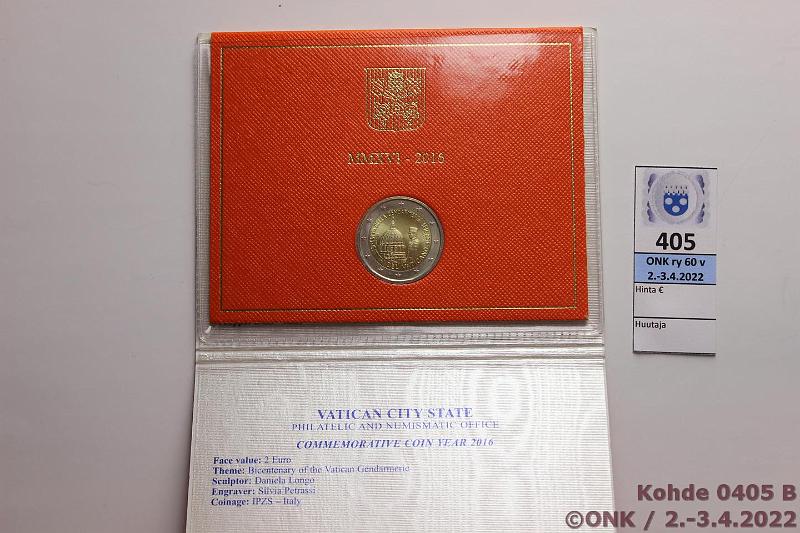 MMXVI - 2016
405
ONK ry 60 v
2.-3.4.2022
Hinta €
Huutaja
VATICAN CITY STATE
PHILATELIC AND NUMISMATIC OFFICE
COMMEMORATIVE COIN YEAR 2016
Face value: 2 Euro
Theme: Bicentenary of the Vatican Gendarmerie
Sculptor: Daniela Longo
Engraver: Silvia Petrassi
Coinage: IPZS – Italy
Kohde 0405 B
©ONK / 2.-3.4.2022